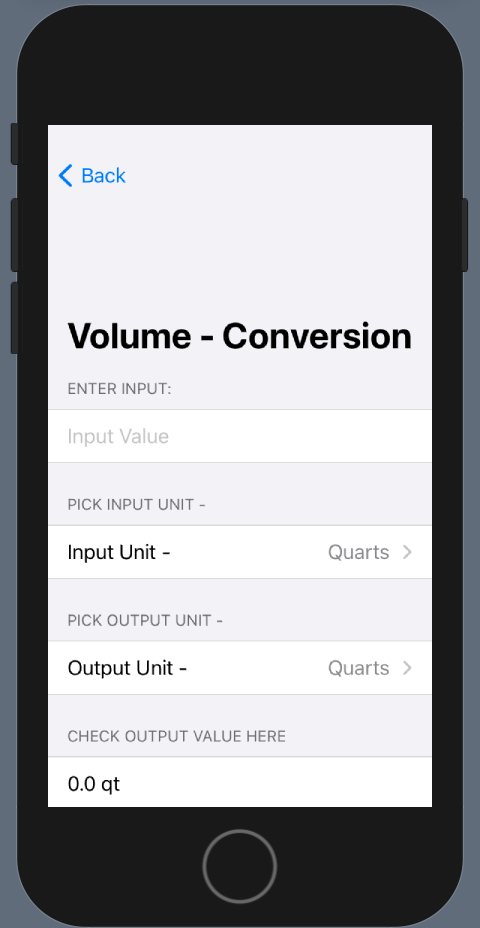 Back
Volume - Conversion
ENTER INPUT:
Input Value
PICK INPUT UNIT -
Input Unit - Quarts
PICK OUTPUT UNIT -
Output Unit - Quarts
CHECK OUTPUT VALUE HERE
0.0 qt